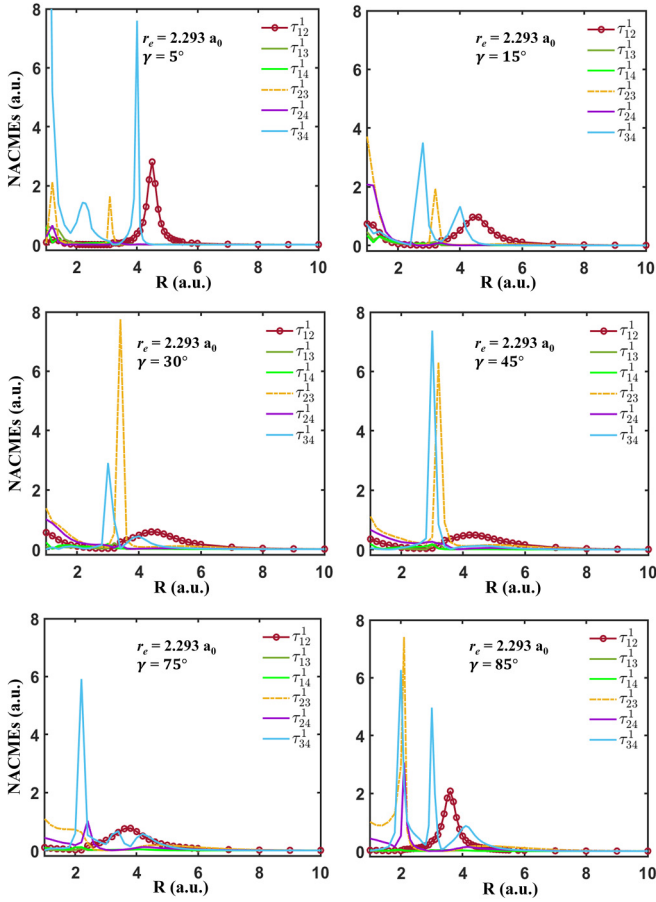 NACMEs (a.u.)
8
6
4
2
0
r_e = 2.293 a_0
γ = 5°
τ^1_12
τ^1_13
τ^1_14
τ^1_23
τ^1_24
τ^1_34
2 4 6 8 10
R (a.u.)
8
6
4
2
0
r_e = 2.293 a_0
γ = 15°
τ^1_12
τ^1_13
τ^1_14
τ^1_23
τ^1_24
τ^1_34
2 4 6 8 10
R (a.u.)
NACMEs (a.u.)
8
6
4
2
0
r_e = 2.293 a_0
γ = 30°
τ^1_12
τ^1_13
τ^1_14
τ^1_23
τ^1_24
τ^1_34
2 4 6 8 10
R (a.u.)
8
6
4
2
0
r_e = 2.293 a_0
γ = 45°
τ^1_12
τ^1_13
τ^1_14
τ^1_23
τ^1_24
τ^1_34
2 4 6 8 10
R (a.u.)
NACMEs (a.u.)
8
6
4
2
0
r_e = 2.293 a_0
γ = 75°
τ^1_12
τ^1_13
τ^1_14
τ^1_23
τ^1_24
τ^1_34
2 4 6 8 10
R (a.u.)
8
6
4
2
0
r_e = 2.293 a_0
γ = 85°
τ^1_12
τ^1_13
τ^1_14
τ^1_23
τ^1_24
τ^1_34
2 4 6 8 10
R (a.u.)